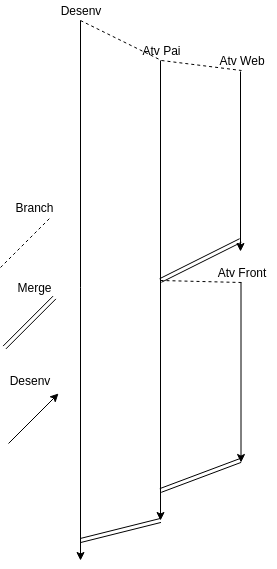 Desenv
Atv Pai
Atv Web
Branch
Atv Front
Merge
Desenv